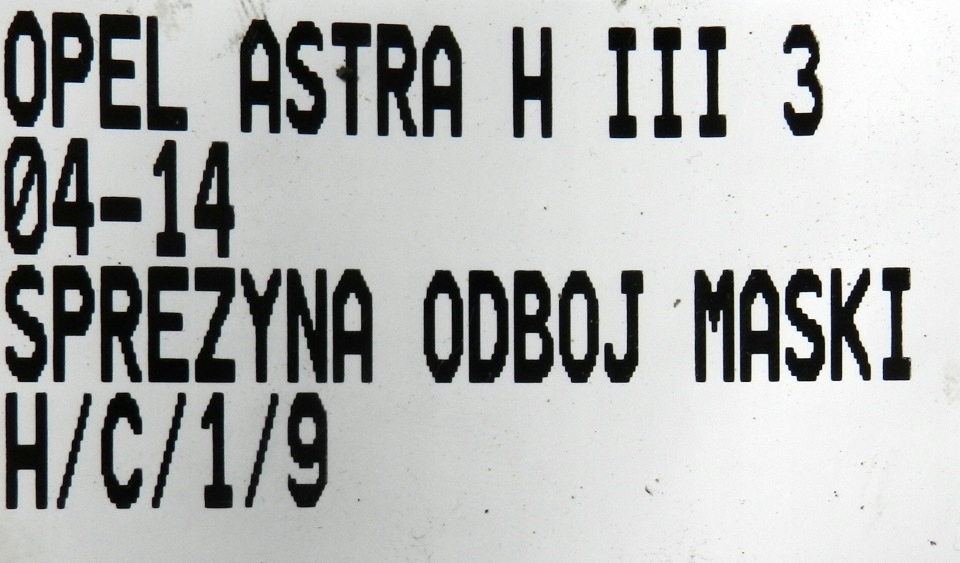 OPEL ASTRA H III 3
04-14
SPREZYNA ODBOJ MASKI
H/C/1/9